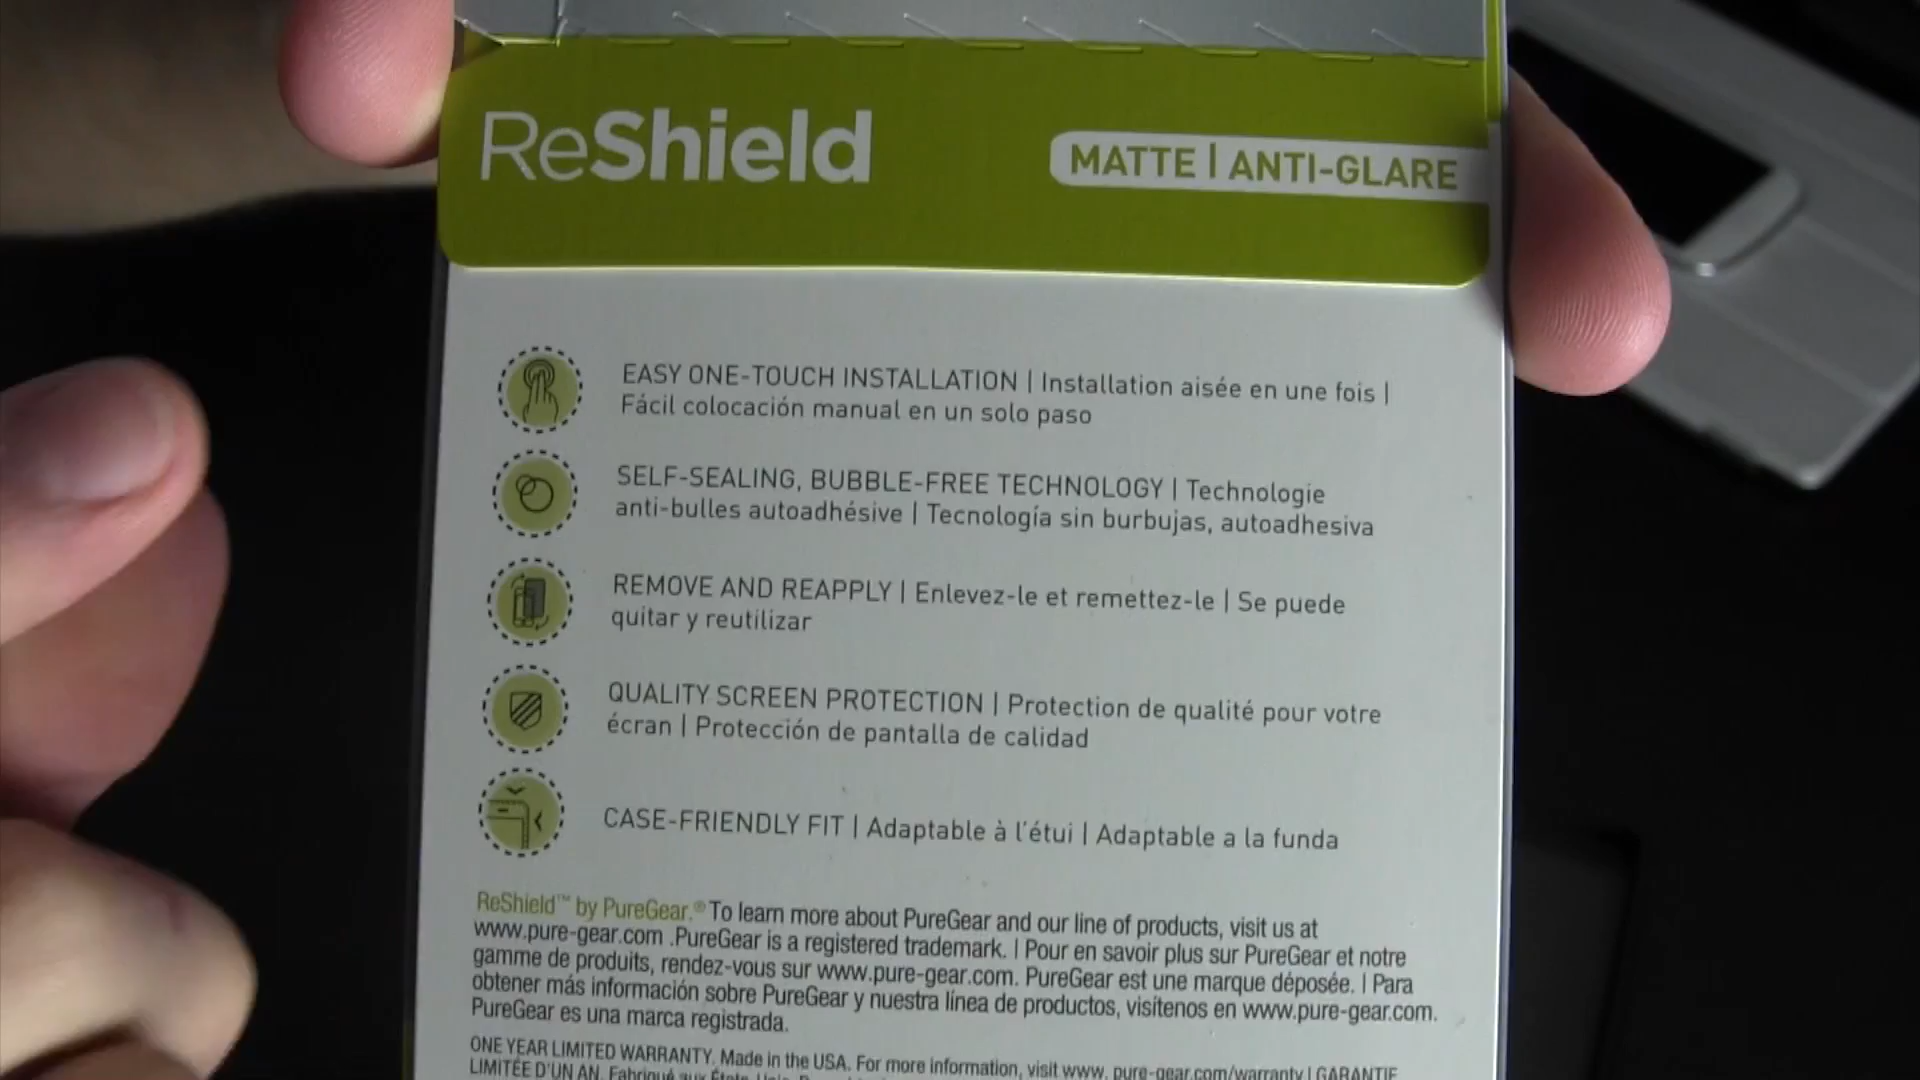 ReShield
MATTE | ANTI-GLARE
EASY ONE-TOUCH INSTALLATION | Installation aisée en une fois |
Fácil colocación manual en un solo paso
SELF-SEALING, BUBBLE-FREE TECHNOLOGY | Technologie
anti-bulles autoadhésive | Tecnología sin burbujas, autoadhesiva
REMOVE AND REAPPLY | Enlevez-le et remettez-le | Se puede
quitar y reutilizar
QUALITY SCREEN PROTECTION | Protection de qualité pour votre
écran | Protección de pantalla de calidad
CASE-FRIENDLY FIT | Adaptable à l'étui | Adaptable a la funda
ReShield™ by PureGear.® To learn more about PureGear and our line of products, visit us at
www.pure-gear.com .PureGear is a registered trademark. | Pour en savoir plus sur PureGear et notre
gamme de produits, rendez-vous sur www.pure-gear.com. PureGear est une marque déposée. | Para
obtener más información sobre PureGear y nuestra línea de productos, visítenos en www.pure-gear.com.
PureGear es una marca registrada.
ONE YEAR LIMITED WARRANTY. Made in the USA. For more information, visit www. pure-gear.com/warranty | GARANTIE
LIMITÉE D'UN AN. Fabriqué aux États-Unis.